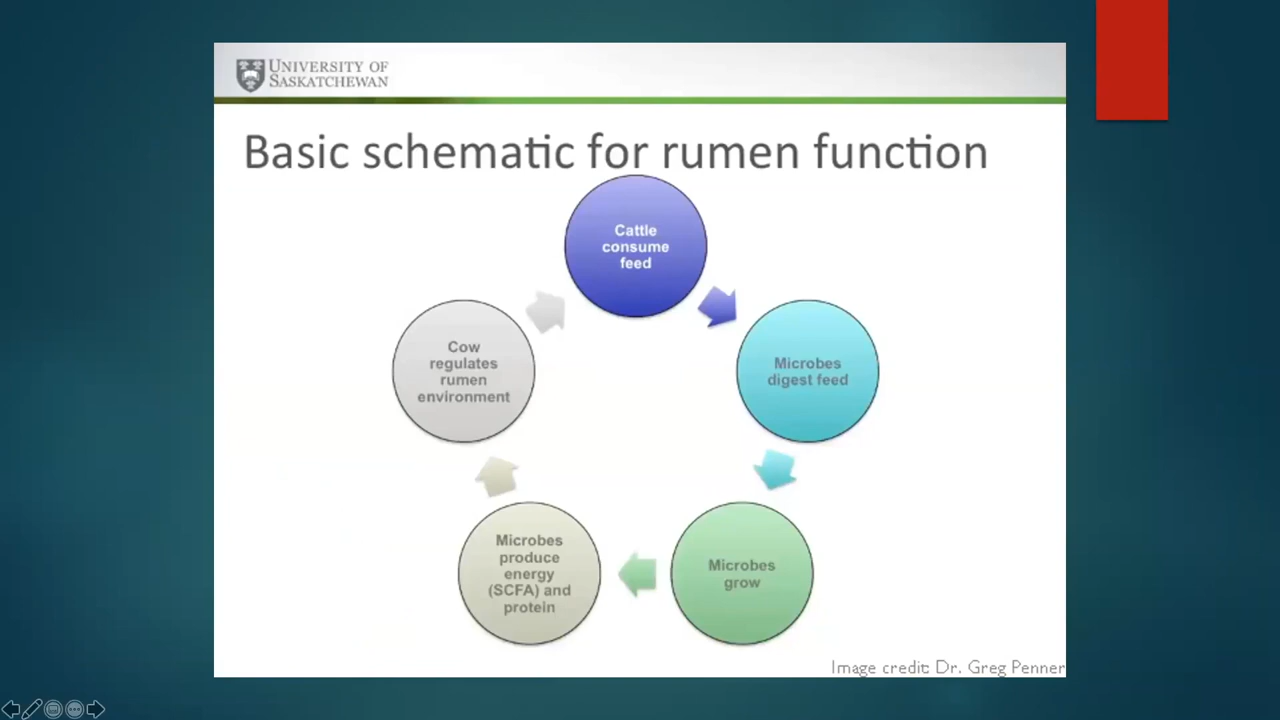 UNIVERSITY OF
SASKATCHEWAN
Basic schematic for rumen function
Cattle
consume
feed
Microbes
digest feed
Microbes
grow
Microbes
produce
energy
(SCFA) and
protein
Cow
regulates
rumen
environment
Image credit: Dr. Greg Penner